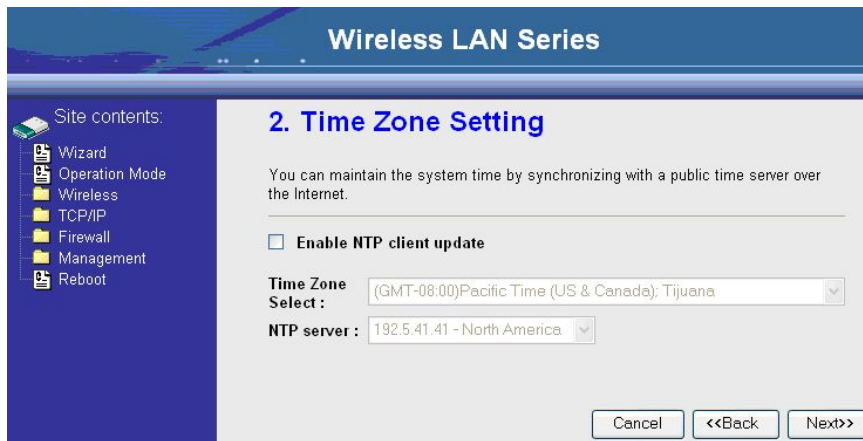 Wireless LAN Series
Site contents:
Wizard
Operation Mode
Wireless
TCP/IP
Firewall
Management
Reboot
2. Time Zone Setting
You can maintain the system time by synchronizing with a public time server over
the Internet.
Enable NTP client update
Time Zone
Select :
(GMT-08:00)Pacific Time (US & Canada); Tijuana
NTP server :
192.5.41.41 - North America
Cancel
<<Back
Next>>